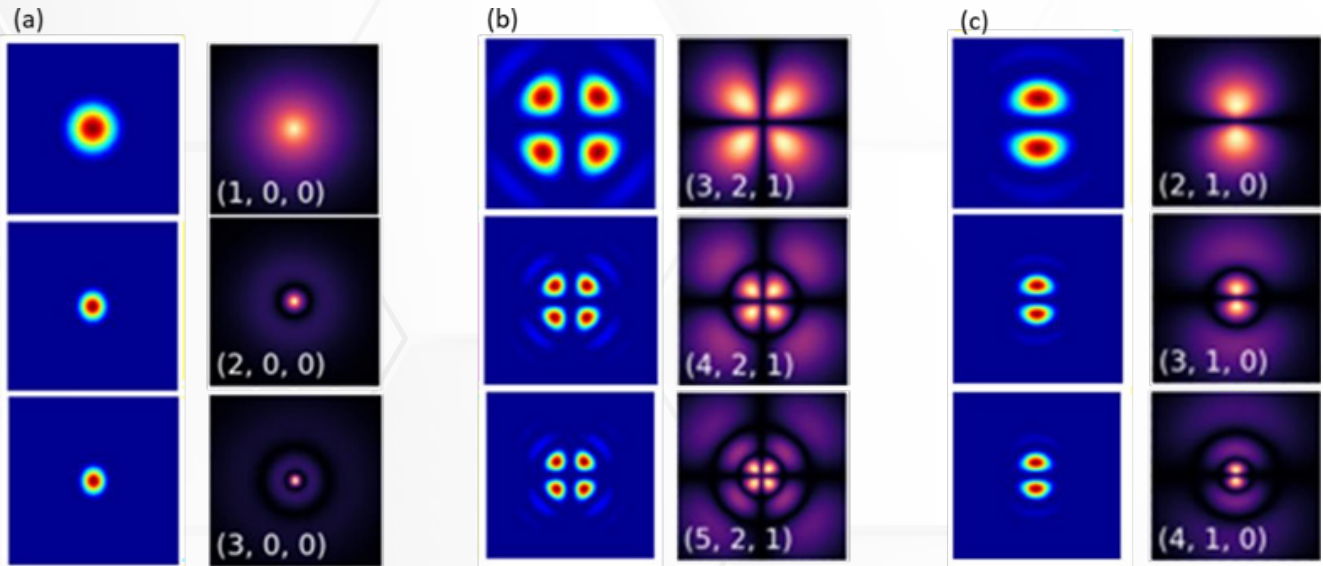 (a)
(b)
(c)
(1, 0, 0)
(3, 2, 1)
(2, 1, 0)
(2, 0, 0)
(4, 2, 1)
(3, 1, 0)
(3, 0, 0)
(5, 2, 1)
(4, 1, 0)